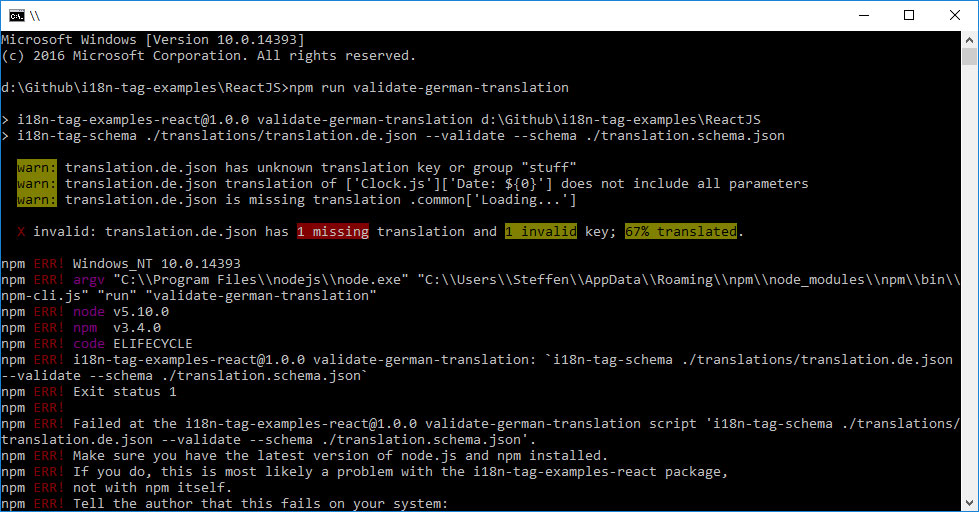 C:\. \\
Microsoft Windows [Version 10.0.14393]
(c) 2016 Microsoft Corporation. All rights reserved.
d:\Github\i18n-tag-examples\ReactJS>npm run validate-german-translation
> i18n-tag-examples-react@1.0.0 validate-german-translation d:\Github\i18n-tag-examples\ReactJS
> i18n-tag-schema ./translations/translation.de.json --validate --schema ./translation.schema.json
warn: translation.de.json has unknown translation key or group "stuff"
warn: translation.de.json translation of ['Clock.js']['Date: ${0}'] does not include all parameters
warn: translation.de.json is missing translation .common['Loading...']
X invalid: translation.de.json has 1 missing translation and 1 invalid key; 67% translated.
npm ERR! Windows_NT 10.0.14393
npm ERR! argv "C:\\Program Files\\nodejs\\node.exe" "C:\\Users\\Steffen\\AppData\\Roaming\\npm\\node_modules\\npm\\bin\\
npm-cli.js" "run" "validate-german-translation"
npm ERR! node v5.10.0
npm ERR! npm  v3.4.0
npm ERR! code ELIFECYCLE
npm ERR! i18n-tag-examples-react@1.0.0 validate-german-translation: `i18n-tag-schema ./translations/translation.de.json
--validate --schema ./translation.schema.json`
npm ERR! Exit status 1
npm ERR!
npm ERR! Failed at the i18n-tag-examples-react@1.0.0 validate-german-translation script 'i18n-tag-schema ./translations/
translation.de.json --validate --schema ./translation.schema.json'.
npm ERR! Make sure you have the latest version of node.js and npm installed.
npm ERR! If you do, this is most likely a problem with the i18n-tag-examples-react package,
npm ERR! not with npm itself.
npm ERR! Tell the author that this fails on your system: